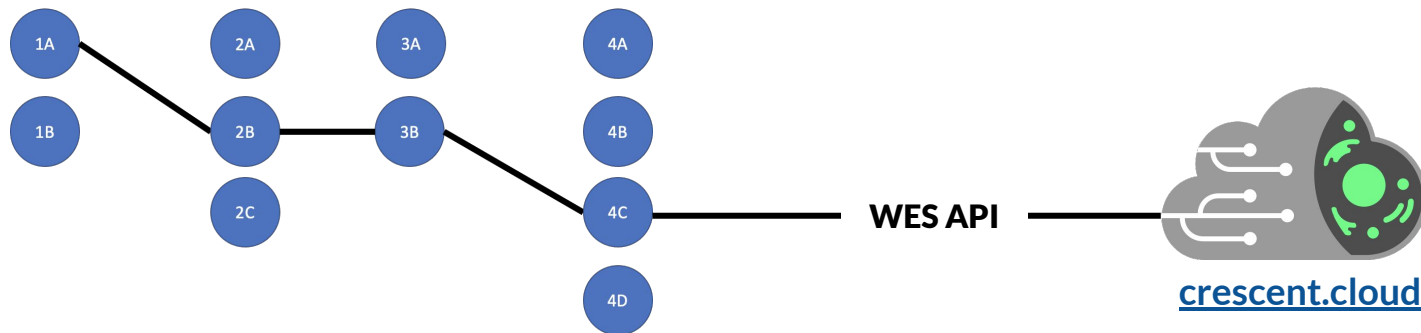 1A
2A
3A
4A
1B
2B
3B
4B
2C
4C
WES API
4D
crescent.cloud